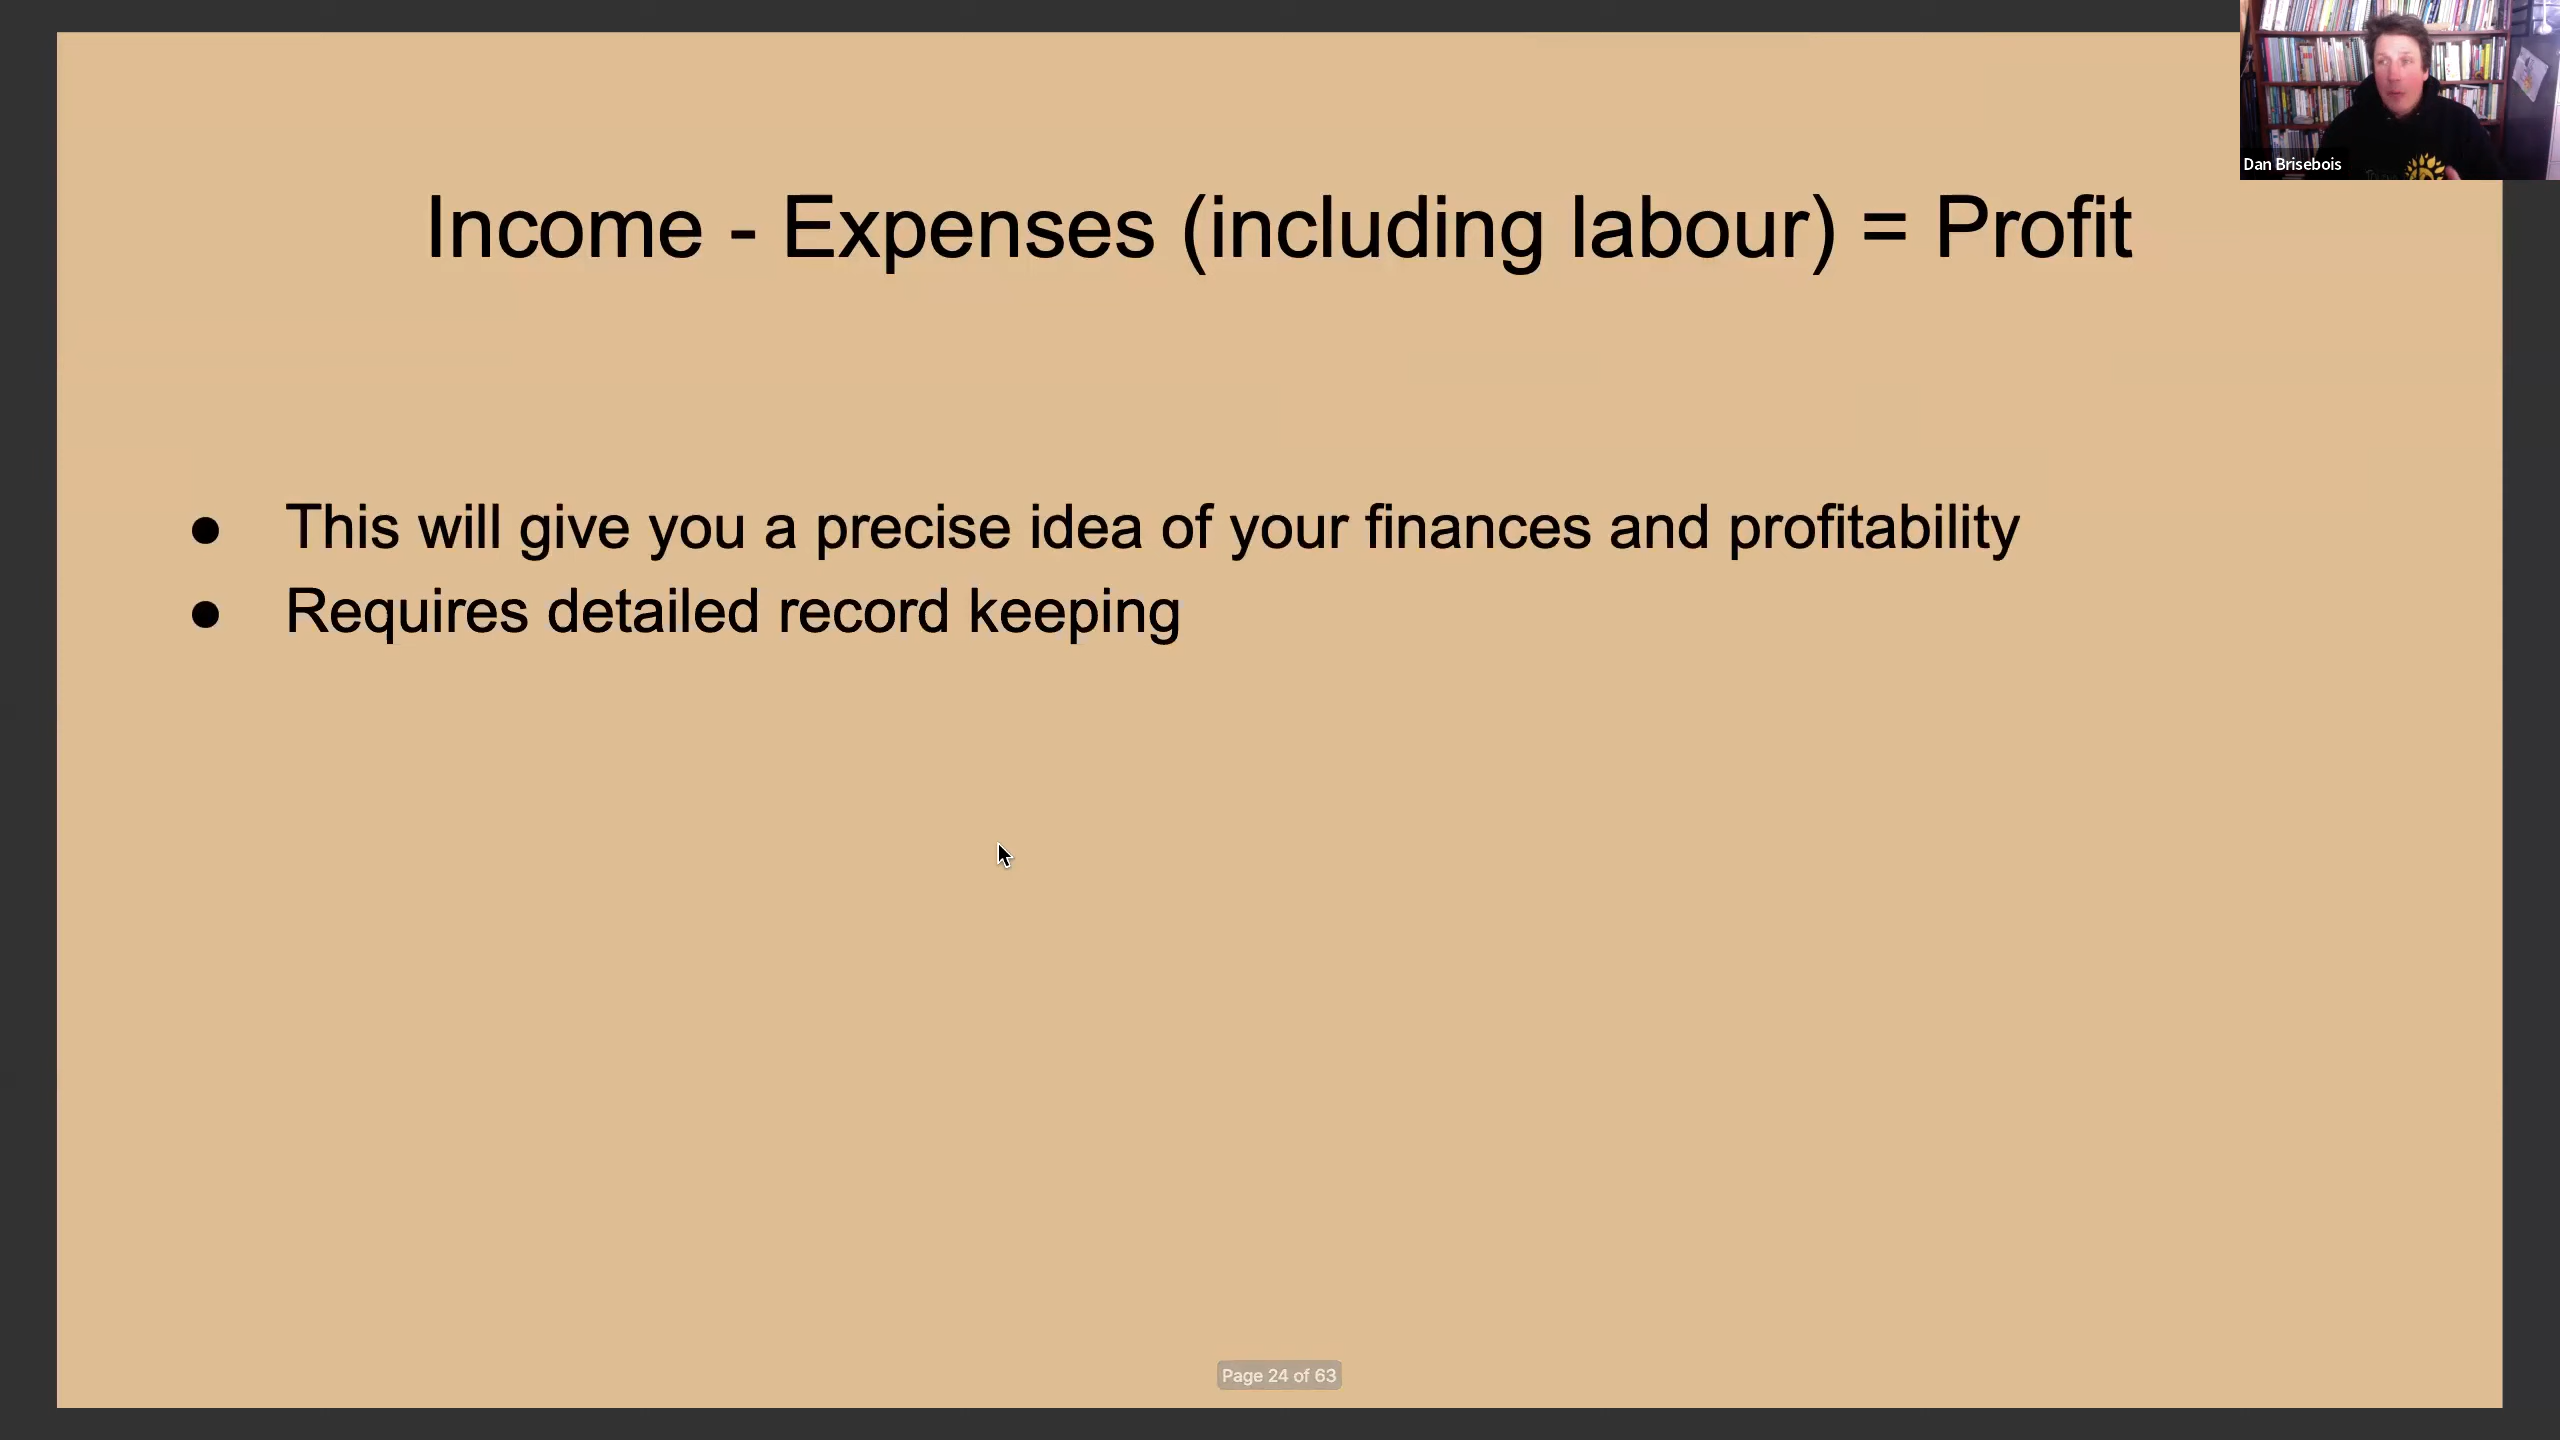 Dan Brisebois
Income - Expenses (including labour) = Profit
● This will give you a precise idea of your finances and profitability
● Requires detailed record keeping
Page 24 of 63